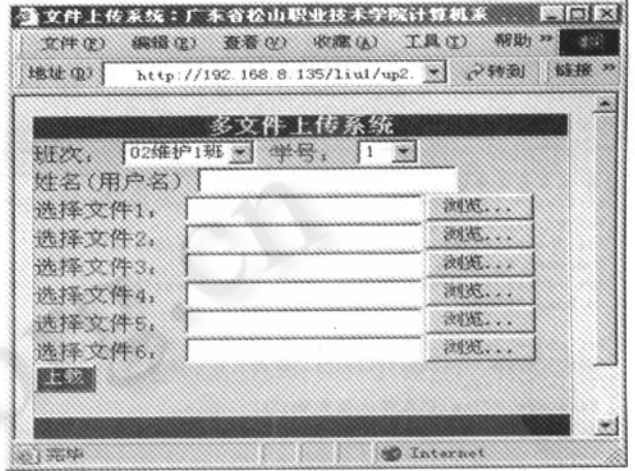 文件上传系统：广东省松山职业技术学院计算机系
文件(F) 编辑(E) 查看(V) 收藏(A) 工具(T) 帮助 »
地址(D) http://192.168.8.135/liu1/up2. 转到 链接 »
多文件上传系统
班次： 02维护1班 学号： 1
姓名(用户名)
选择文件1： 浏览...
选择文件2： 浏览...
选择文件3： 浏览...
选择文件4： 浏览...
选择文件5： 浏览...
选择文件6： 浏览...
上载
完毕 Internet